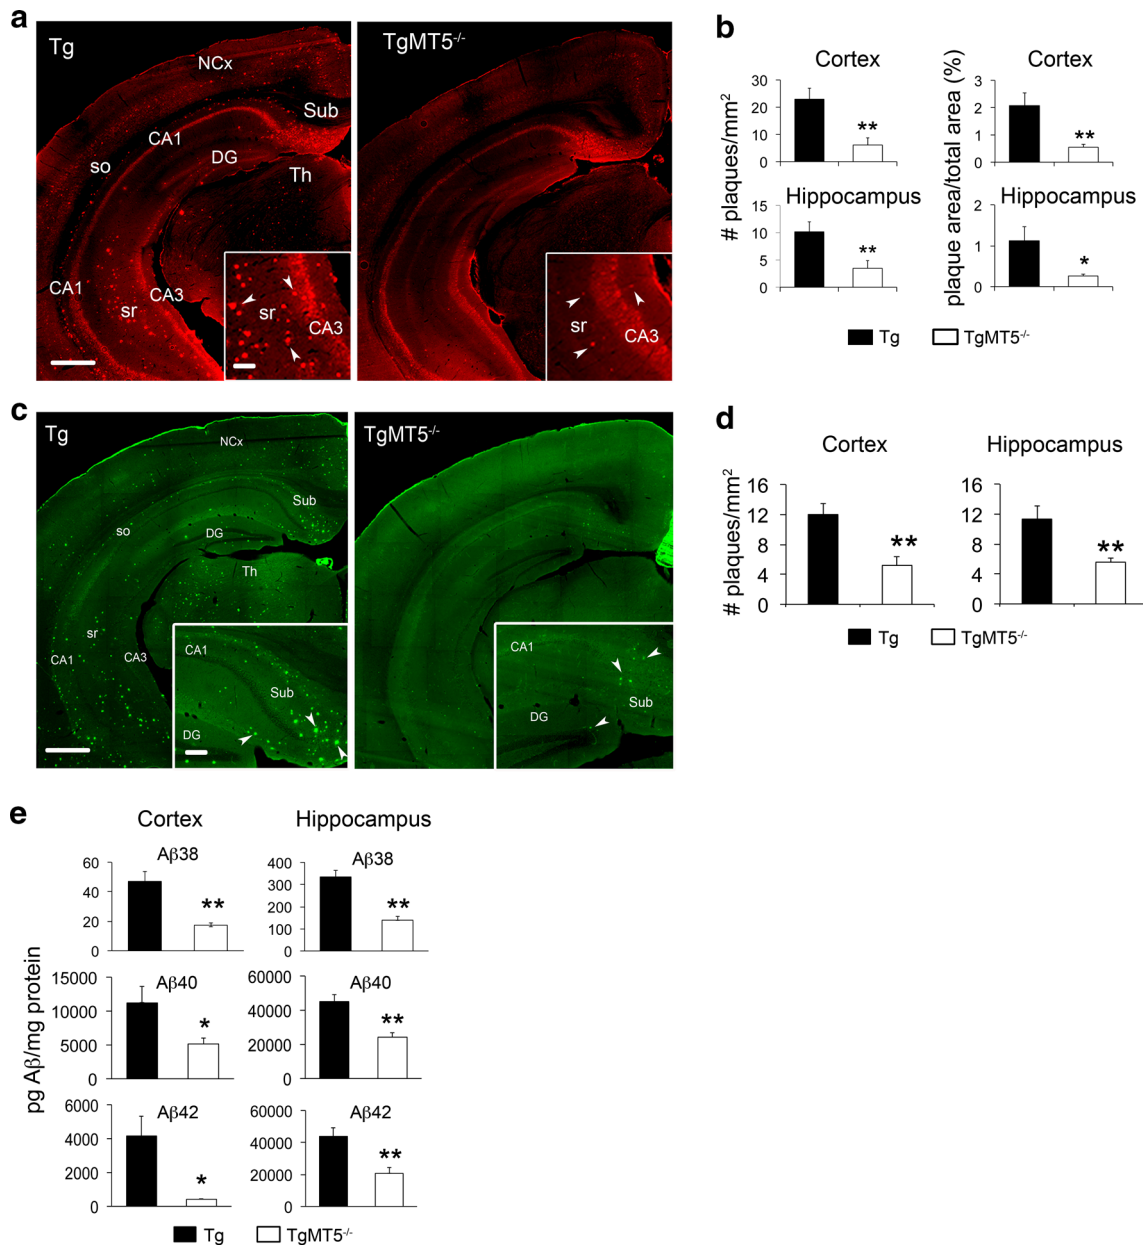 a
Tg
NCx
Sub
CA1
so
DG
Th
CA1
sr
CA3
sr
CA3
TgMT5-/-
sr
CA3
b
# plaques/mm²
Cortex
30
20
10
0
**
Hippocampus
15
10
5
0
**
plaque area/total area (%)
Cortex
3
2
1
0
**
Hippocampus
2
1
0
*
Tg
TgMT5-/-
c
Tg
NCx
Sub
so
DG
Th
sr
CA1
CA3
CA1
Sub
DG
TgMT5-/-
CA1
Sub
DG
d
Cortex
Hippocampus
# plaques/mm²
16
12
8
4
0
**
16
12
8
4
0
**
Tg
TgMT5-/-
e
Cortex
Hippocampus
pg Aβ/mg protein
Aβ38
60
40
20
0
**
Aβ38
400
300
200
100
0
**
Aβ40
15000
10000
5000
0
*
Aβ40
60000
40000
20000
0
**
Aβ42
6000
4000
2000
0
*
Aβ42
60000
40000
20000
0
**
Tg
TgMT5-/-